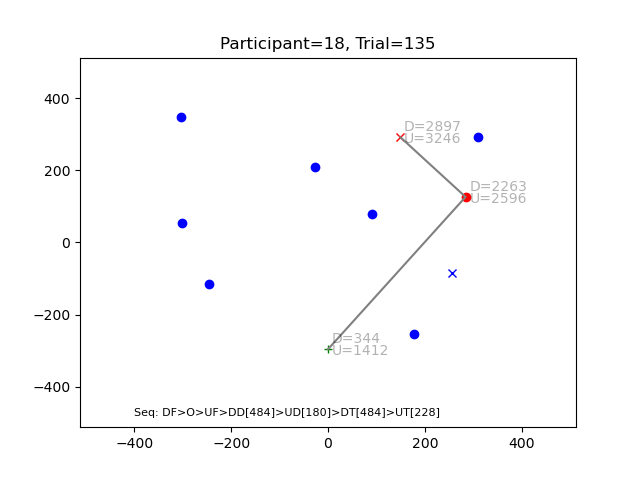 Participant=18, Trial=135
D=2897
U=3246
D=2263
U=2596
D=344
U=1412
Seq: DF>O>UF>DD[484]>UD[180]>DT[484]>UT[228]
400
200
0
−200
−400
−400 −200 0 200 400